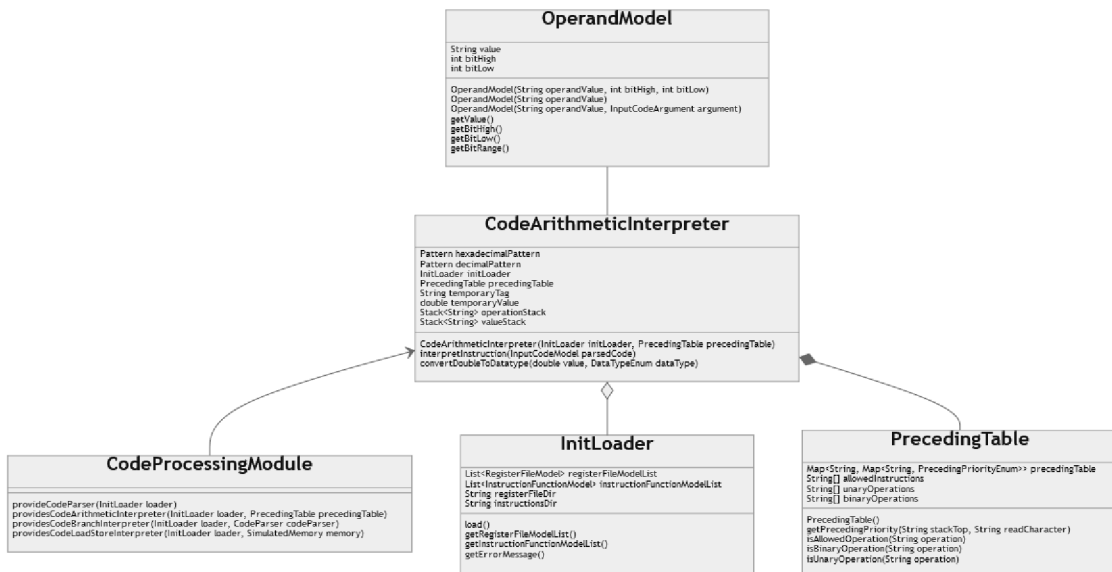 OperandModel
String value
int bitHigh
int bitLow
OperandModel(String operandValue, int bitHigh, int bitLow)
OperandModel(String operandValue)
OperandModel(String operandValue, InputCodeArgument argument)
getValue()
getBitHigh()
getBitLow()
getBitRange()
CodeArithmeticInterpreter
Pattern hexadecimalPattern
Pattern decimalPattern
InitLoader initLoader
PrecedingTable precedingTable
String temporaryTag
double temporaryValue
Stack<String> operationStack
Stack<String> valueStack
CodeArithmeticInterpreter(InitLoader initLoader, PrecedingTable precedingTable)
interpretInstruction(InputCodeModel parsedCode)
convertDoubleToDatatype(double value, DataTypeEnum dataType)
CodeProcessingModule
provideCodeParser(InitLoader loader)
providesCodeArithmeticInterpreter(InitLoader loader, PrecedingTable precedingTable)
providesCodeBranchInterpreter(InitLoader loader, CodeParser codeParser)
providesCodeLoadStoreInterpreter(InitLoader loader, SimulatedMemory memory)
InitLoader
List<RegisterFileModel> registerFileModelList
List<InstructionFunctionModel> instructionFunctionModelList
String registerFileDir
String instructionsDir
load()
getRegisterFileModelList()
getInstructionFunctionModelList()
getErrorMessage()
PrecedingTable
Map<String, Map<String, PrecedingPriorityEnum>> precedingTable
String[] allowedInstructions
String[] unaryOperations
String[] binaryOperations
PrecedingTable()
getPrecedingPriority(String stackTop, String readCharacter)
isAllowedOperation(String operation)
isBinaryOperation(String operation)
isUnaryOperation(String operation)